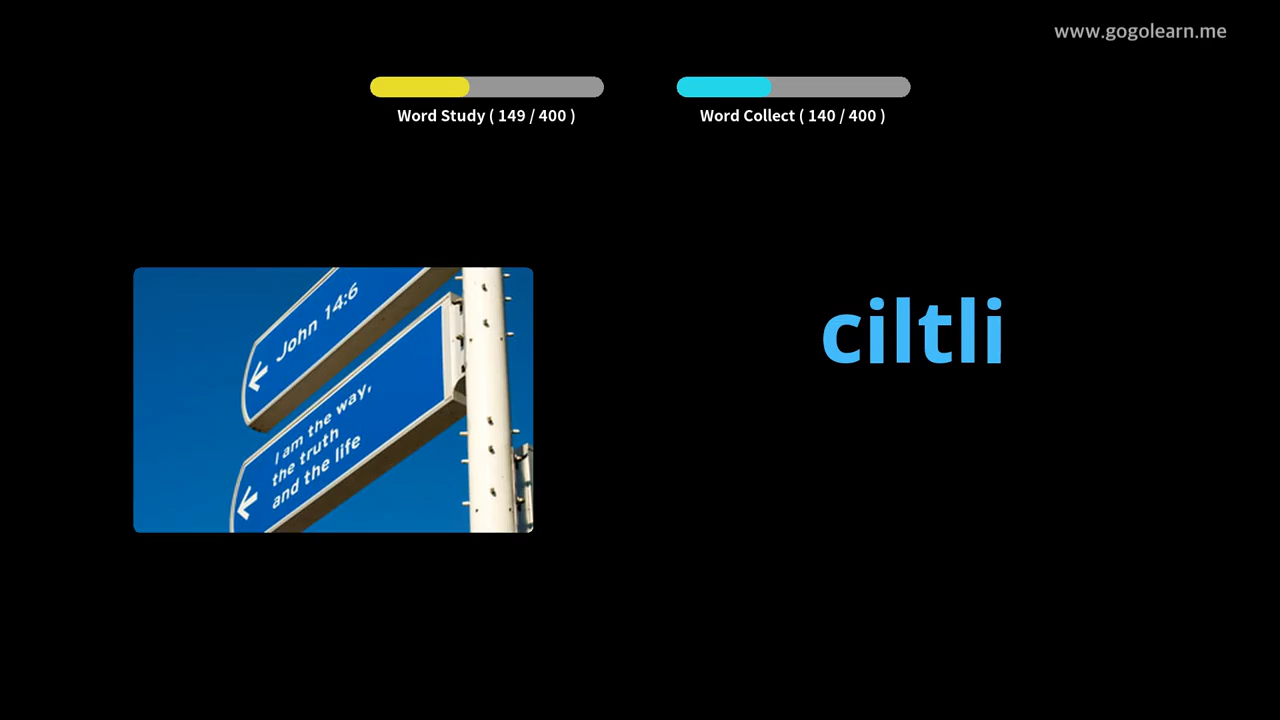 www.gogolearn.me
Word Study ( 149 / 400 )
Word Collect ( 140 / 400 )
John 14:6
I am the way,
the truth
and the life
ciltli